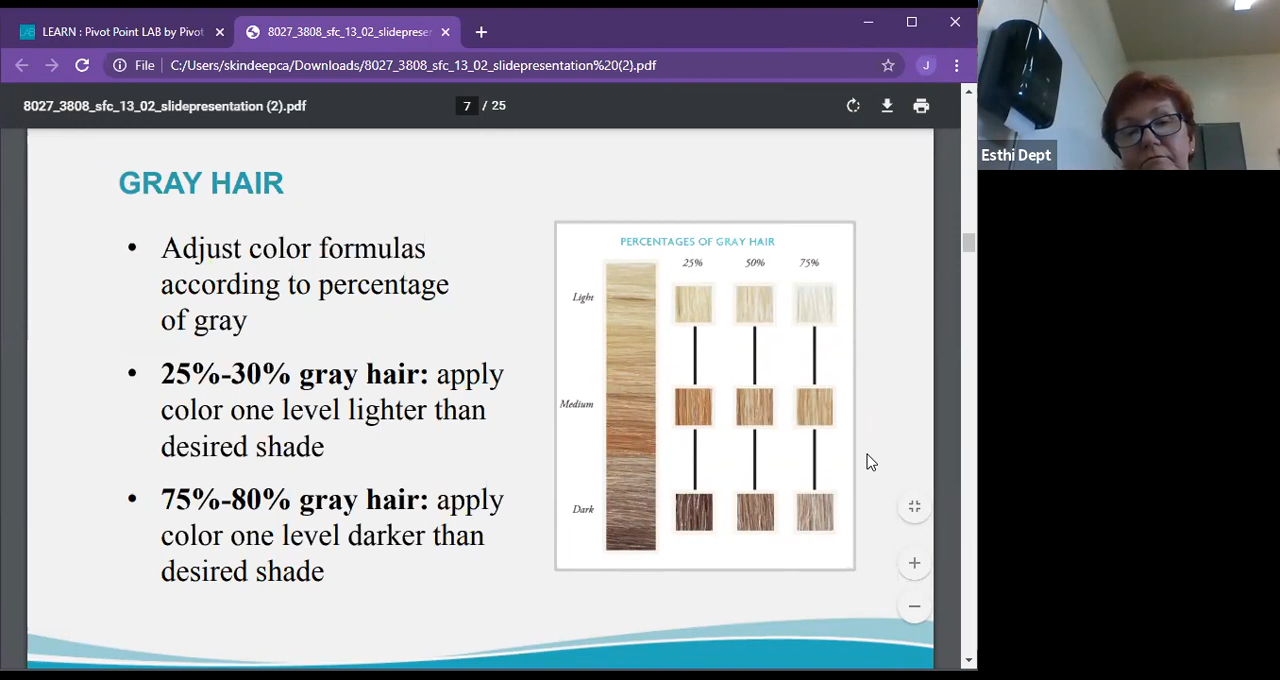 LEARN : Pivot Point LAB by Pivot
8027_3808_sfc_13_02_slidepreser
File C:/Users/skindeepca/Downloads/8027_3808_sfc_13_02_slidepresentation%20(2).pdf
J
8027_3808_sfc_13_02_slidepresentation (2).pdf
7 / 25
Esthi Dept
GRAY HAIR
• Adjust color formulas
according to percentage
of gray
• 25%-30% gray hair: apply
color one level lighter than
desired shade
• 75%-80% gray hair: apply
color one level darker than
desired shade
PERCENTAGES OF GRAY HAIR
25% 50% 75%
Light
Medium
Dark